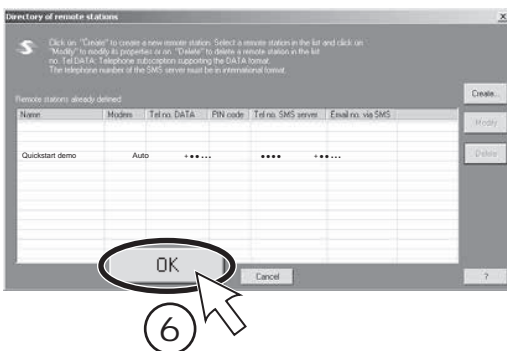 Directory of remote stations
X
Click on "Create" to create a new remote station. Select a remote station in the list and click on
"Modify" to modify its properties or on "Delete" to delete a remote station in the list
no. Tel DATA: Telephone subscription supporting the DATA format.
The telephone number of the SMS server must be in international format.
Remote stations already defined
Create...
Name Modem Tel no. DATA PIN code Tel no. SMS server Email no. via SMS
Modify
Quickstart demo Auto +••... •••• +••...
Delete
OK
Cancel
?
6